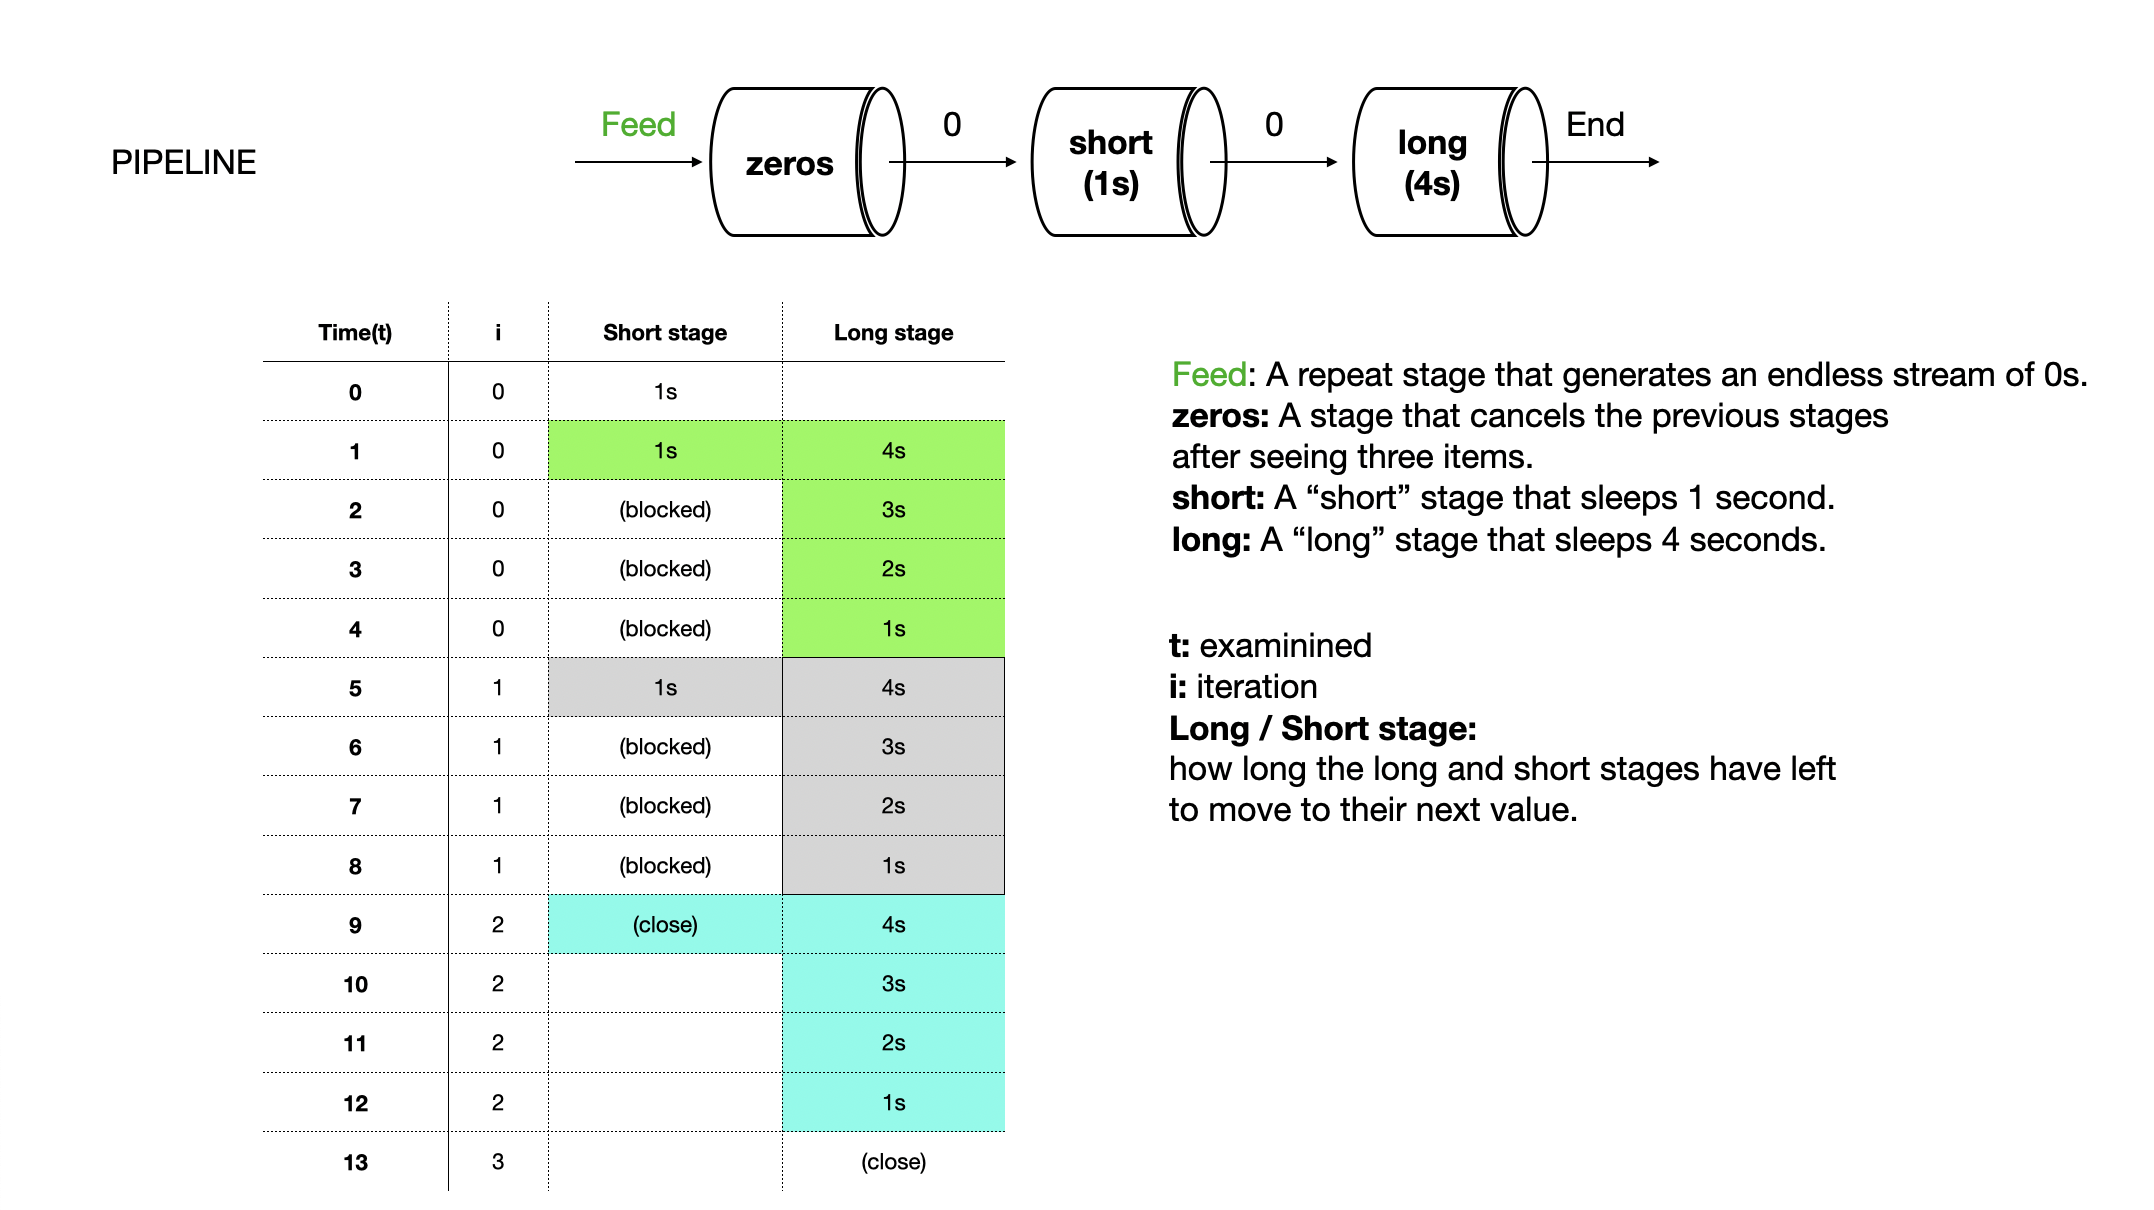 PIPELINE
Feed
zeros
0
short
(1s)
0
long
(4s)
End
Time(t) i Short stage Long stage
0 0 1s
1 0 1s 4s
2 0 (blocked) 3s
3 0 (blocked) 2s
4 0 (blocked) 1s
5 1 1s 4s
6 1 (blocked) 3s
7 1 (blocked) 2s
8 1 (blocked) 1s
9 2 (close) 4s
10 2 3s
11 2 2s
12 2 1s
13 3 (close)
Feed: A repeat stage that generates an endless stream of 0s.
zeros: A stage that cancels the previous stages
after seeing three items.
short: A “short” stage that sleeps 1 second.
long: A “long” stage that sleeps 4 seconds.
t: examinined
i: iteration
Long / Short stage:
how long the long and short stages have left
to move to their next value.